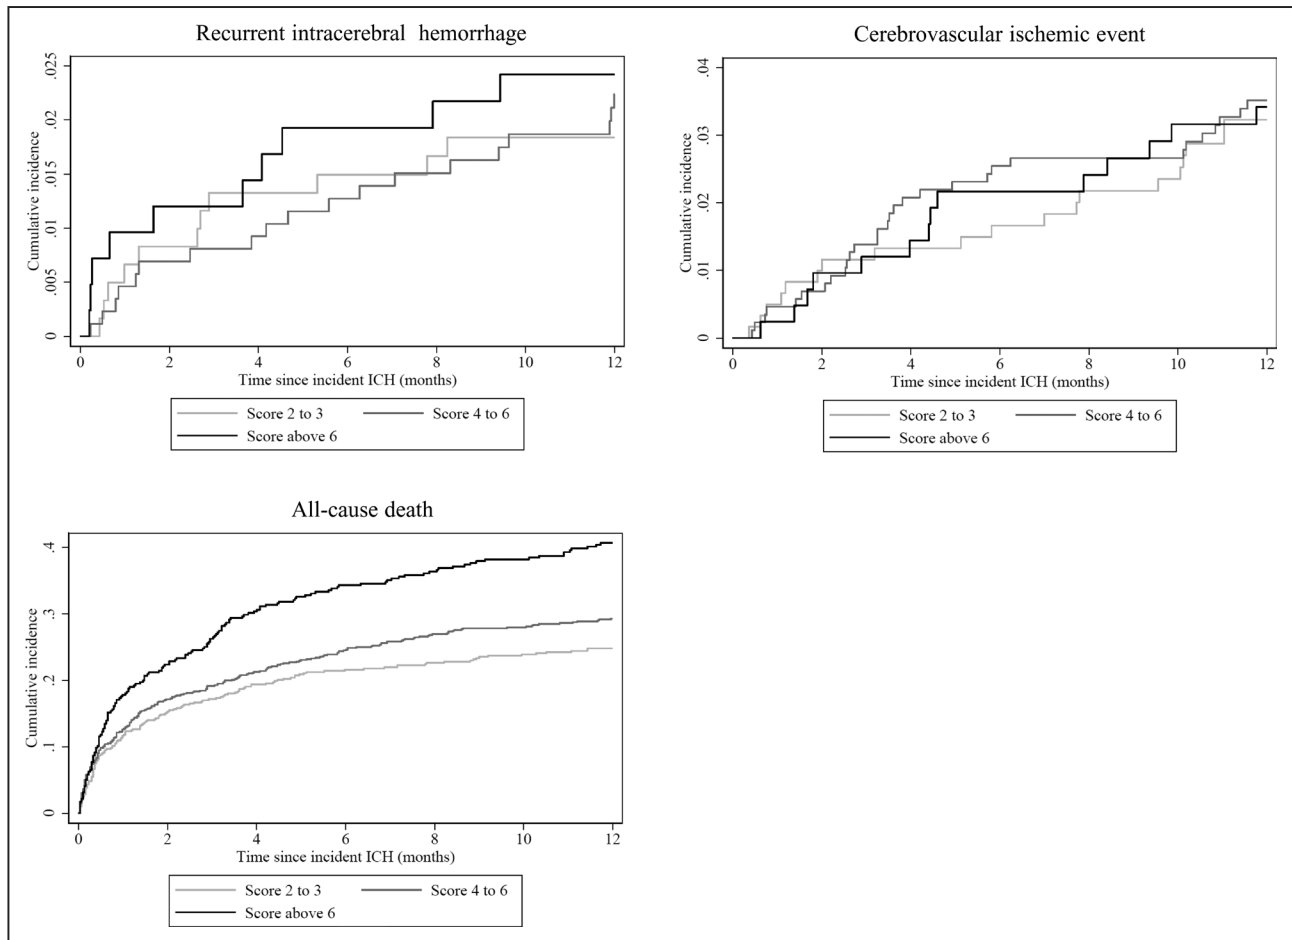 Recurrent intracerebral hemorrhage
Cumulative incidence
.025
.02
.015
.01
.005
0
0 2 4 6 8 10 12
Time since incident ICH (months)
Score 2 to 3 Score 4 to 6
Score above 6
Cerebrovascular ischemic event
Cumulative incidence
.04
.03
.02
.01
0
0 2 4 6 8 10 12
Time since incident ICH (months)
Score 2 to 3 Score 4 to 6
Score above 6
All-cause death
Cumulative incidence
.4
.3
.2
.1
0
0 2 4 6 8 10 12
Time since incident ICH (months)
Score 2 to 3 Score 4 to 6
Score above 6